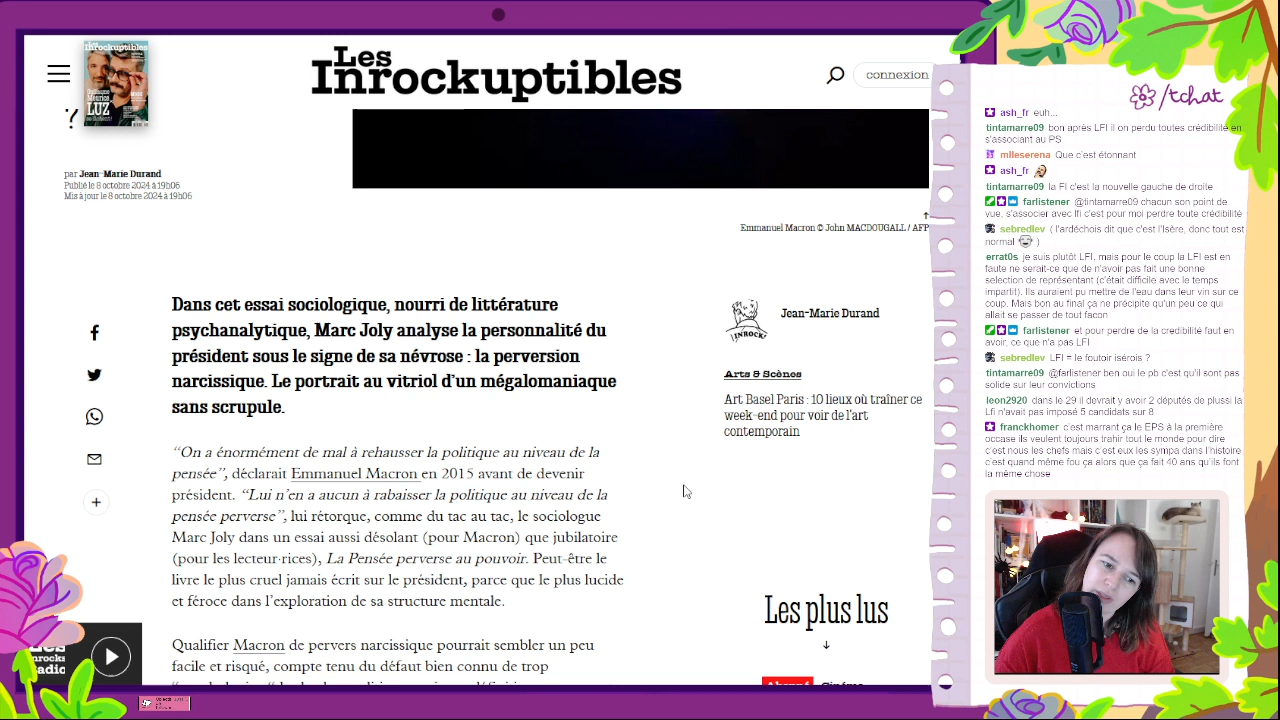 Les
Inrockuptibles
Les
Inrockuptibles
Guillaume
Meurice
LUZ
connexion
?
par Jean-Marie Durand
Publié le 8 octobre 2024 à 19h06
Mis à jour le 8 octobre 2024 à 19h06
Emmanuel Macron © John MACDOUGALL / AFP
Dans cet essai sociologique, nourri de littérature
psychanalytique, Marc Joly analyse la personnalité du
président sous le signe de sa névrose : la perversion
narcissique. Le portrait au vitriol d’un mégalomaniaque
sans scrupule.
“On a énormément de mal à rehausser la politique au niveau de la
pensée”, déclarait Emmanuel Macron en 2015 avant de devenir
président. “Lui n’en a aucun à rabaisser la politique au niveau de la
pensée perverse”, lui rétorque, comme du tac au tac, le sociologue
Marc Joly dans un essai aussi désolant (pour Macron) que jubilatoire
(pour les lecteur·rices), La Pensée perverse au pouvoir. Peut-être le
livre le plus cruel jamais écrit sur le président, parce que le plus lucide
et féroce dans l’exploration de sa structure mentale.
Qualifier Macron de pervers narcissique pourrait sembler un peu
facile et risqué, compte tenu du défaut bien connu de trop
INROCK
Jean-Marie Durand
Arts & Scènes
Art Basel Paris : 10 lieux où traîner ce
week-end pour voir de l'art
contemporain
Les plus lus
Abonné Cinéma
Les
inrocks
radio
/tchat
ash_fr euh...
tintamarre09 bon après LFI il on perdu toutes crédibilité en
s'associant au PS
mlleserena Que c'est étonnant
ash_fr
tintamarre09 la FI c'est la nouvelle gauche de droite
farlistener @tintamarre09 chacun son point de
vue, s'associer avec lfi c'est pour moi perdre toute crédibilité
sebredlev ( l'ardéchois dit que c'est l'Isère, donc tout est
normal )
errat0s je suis plutôt LFI, mais pour le coup la LFI est en
faute ne serait-ce que de n'avoir pas fait une bonne
selection de représentant (c'était difficile avec le temps
impartit). Ils auraient pu mettre de l'eau dans leur vin sur ce
coup. Mais bon au final ça ne précipite qu'un peu ce qui
allait se passer de tout facon
farlistener et pour perdre de la credibilité faut en
avoir, ce que n'a pas LFI
sebredlev LFI = le foutoir isérois ?
tintamarre09 @farlistener ben oui le pb c'est qu'il sont pas
solide sur leur convictions
leon2920 dans le 29 il devrait y avoir 2 députés de plussi la
Lfi n'avait pas imposé 5 candidats sur 8
franckhomer c'est marrant ça le EPS à la première
occase ils veulent toujours trahir tout le monde pour dire
c'est nous les chefs mais c'est eux les sympa dans l'histoire
c'est quand même fou ça alors que ça fait 40 ans qu'ils font
la même chose